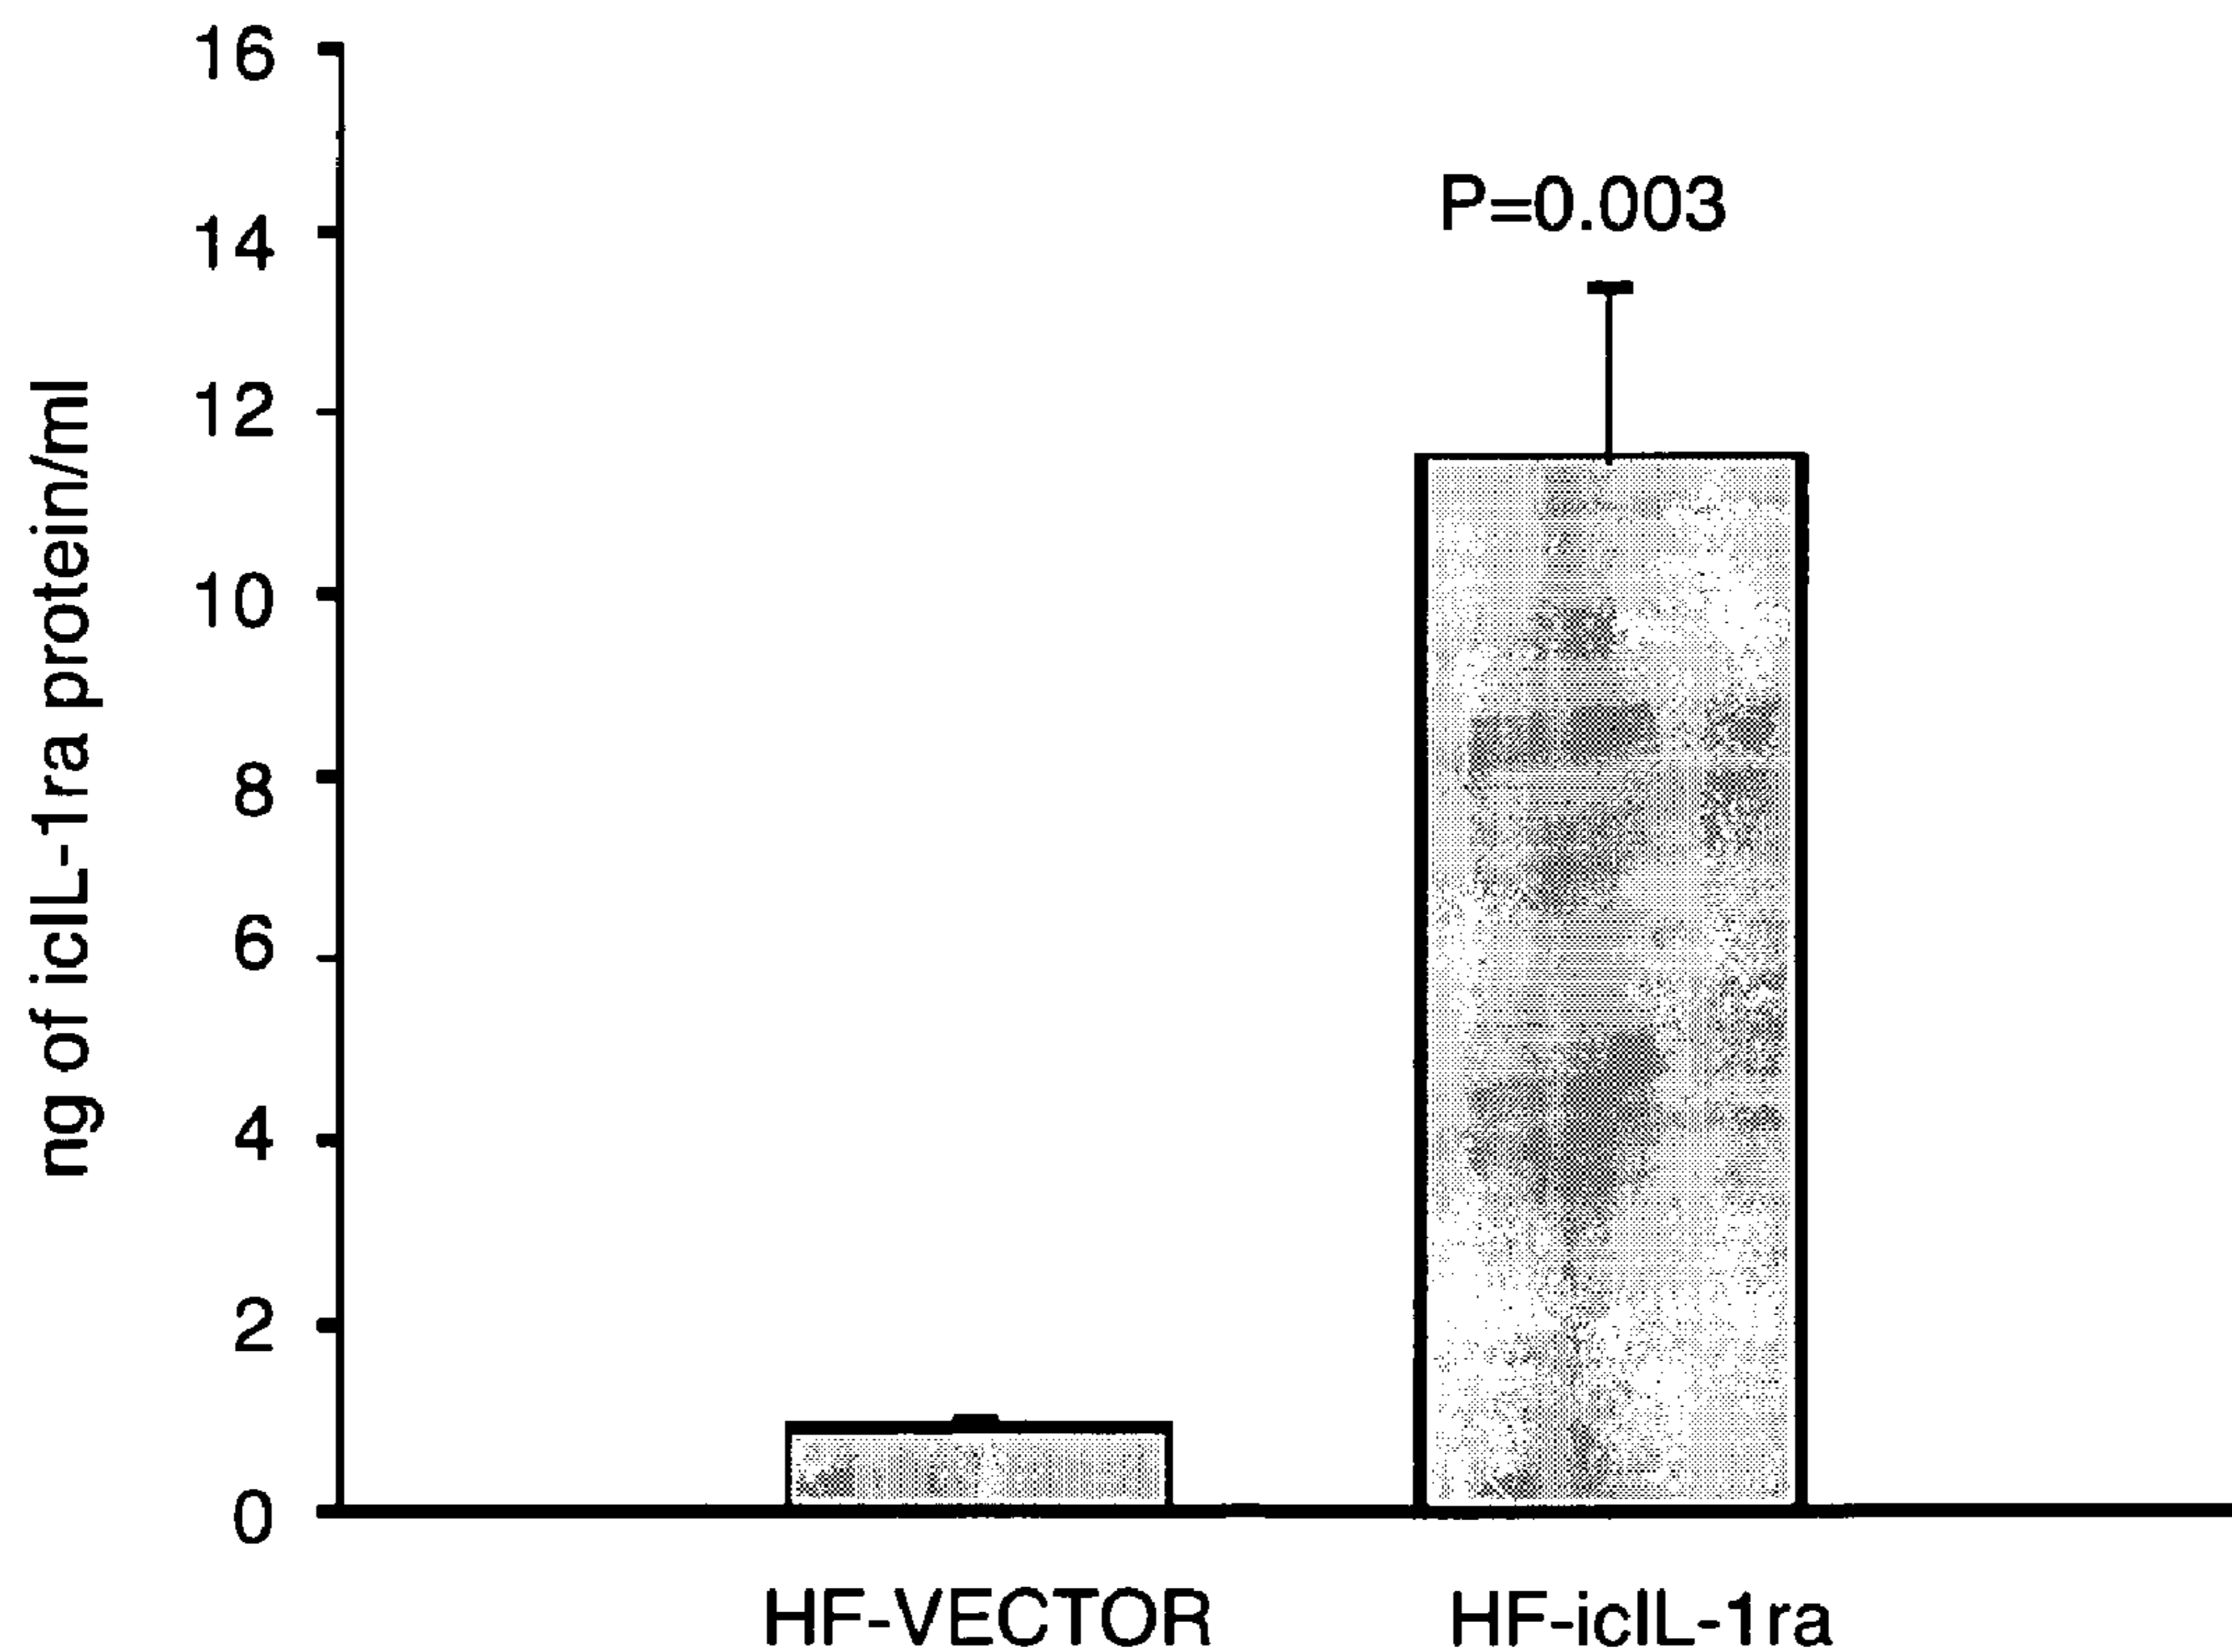 ng of icIL-1ra protein/ml
16
14
12
10
8
6
4
2
0
P=0.003
HF-VECTOR
HF-icIL-1ra